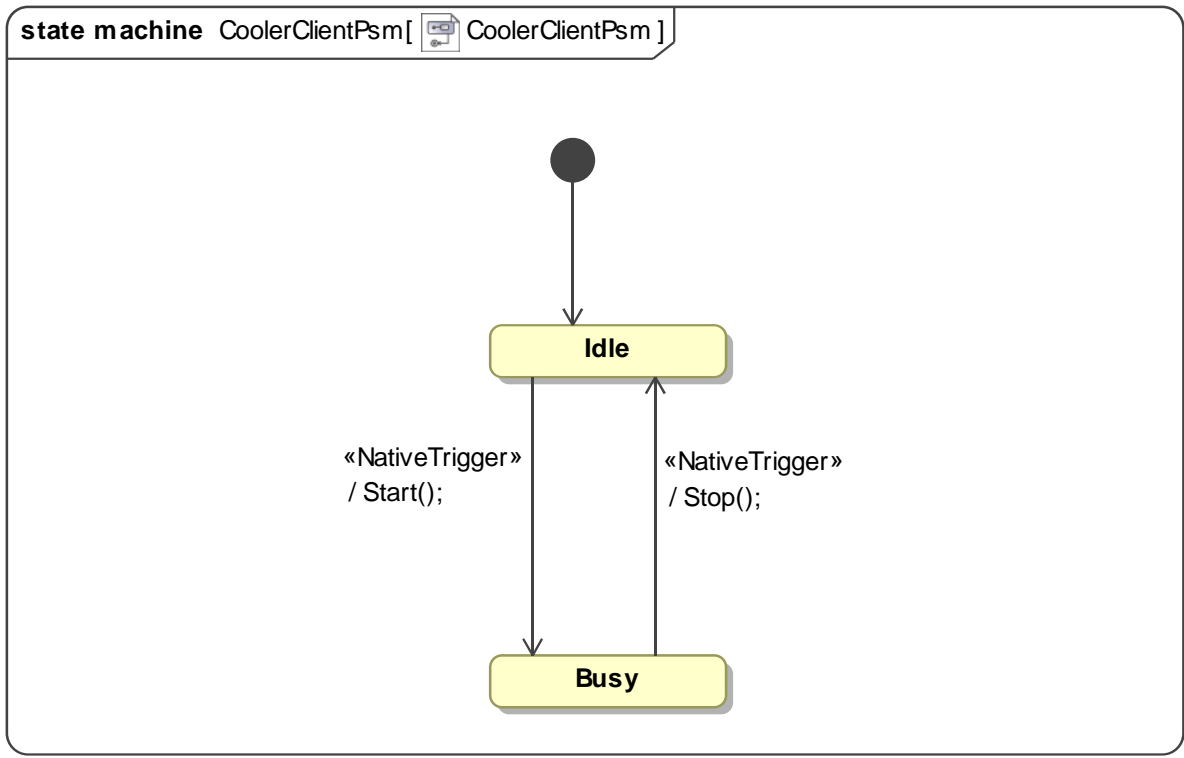 state machine CoolerClientPsm[ CoolerClientPsm ]
Idle
«NativeTrigger»
/ Start();
«NativeTrigger»
/ Stop();
Busy